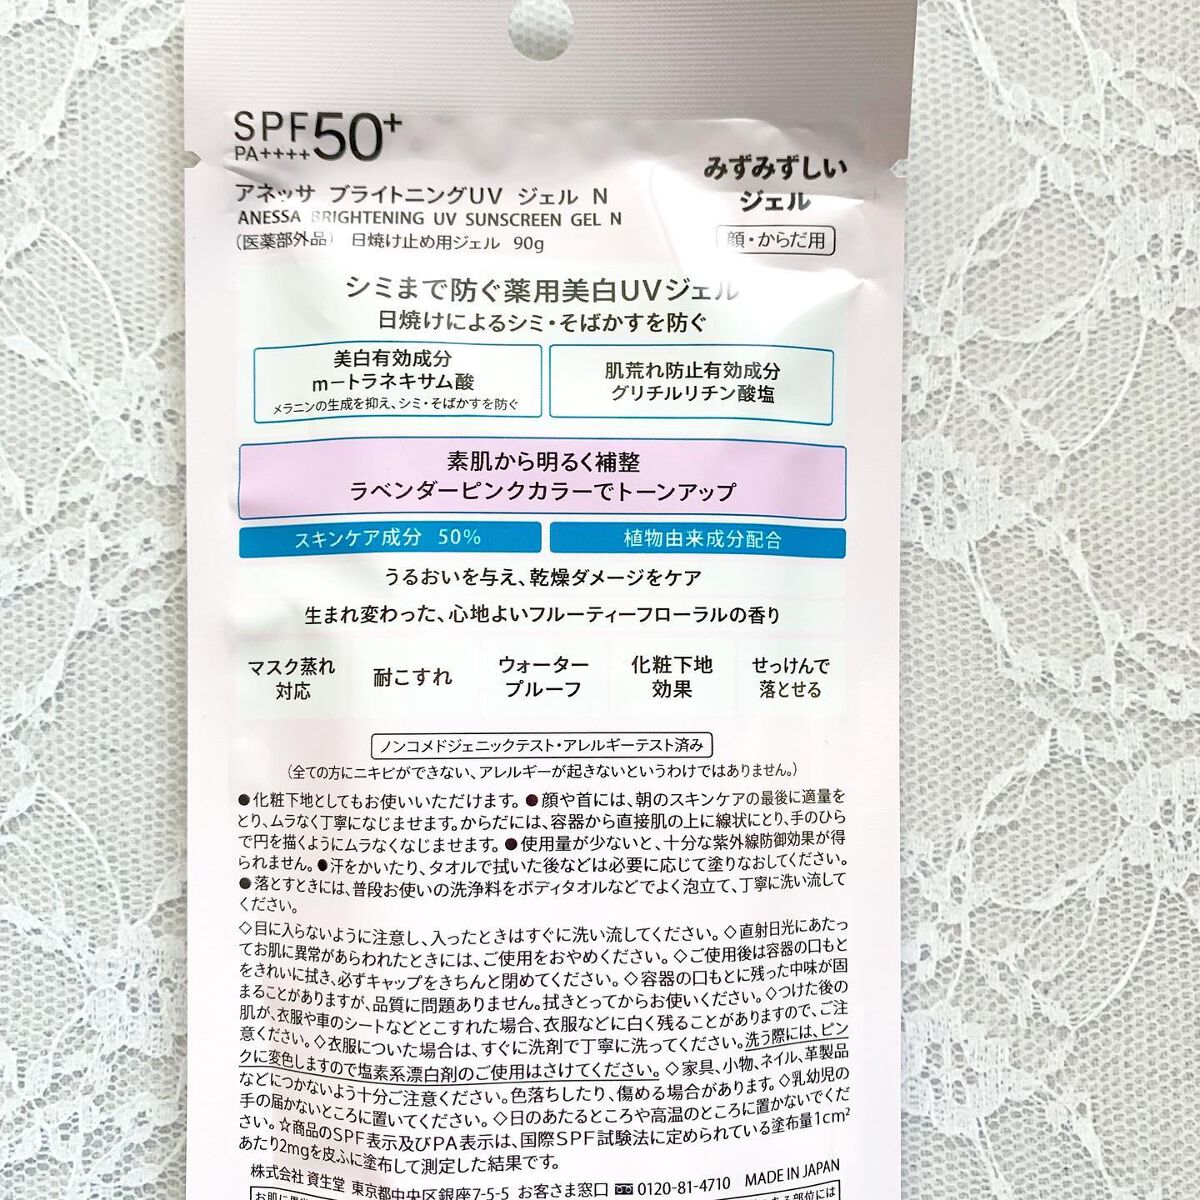 SPF50+
PA++++
アネッサ ブライトニングUV ジェル N
ANESSA BRIGHTENING UV SUNSCREEN GEL N
(医薬部外品) 日焼け止め用ジェル 90g
みずみずしい
ジェル
顔・からだ用
シミまで防ぐ薬用美白UVジェル
日焼けによるシミ・そばかすを防ぐ
美白有効成分
m-トラネキサム酸
メラニンの生成を抑え、シミ・そばかすを防ぐ
肌荒れ防止有効成分
グリチルリチン酸塩
素肌から明るく補整
ラベンダーピンクカラーでトーンアップ
スキンケア成分 50%
植物由来成分配合
うるおいを与え、乾燥ダメージをケア
生まれ変わった、心地よいフルーティーフローラルの香り
マスク蒸れ
対応
耐こすれ
ウォーター
プルーフ
化粧下地
効果
せっけんで
落とせる
ノンコメドジェニックテスト・アレルギーテスト済み
(全ての方にニキビができない、アレルギーが起きないというわけではありません。)
●化粧下地としてもお使いいただけます。●顔や首には、朝のスキンケアの最後に適量を
とり、ムラなく丁寧になじませます。からだには、容器から直接肌の上に線状にとり、手のひら
で円を描くようにムラなくなじませます。●使用量が少ないと、十分な紫外線防御効果が得
られません。●汗をかいたり、タオルで拭いた後などは必要に応じて塗りなおしてください。
●落とすときには、普段お使いの洗浄料をボディタオルなどでよく泡立て、丁寧に洗い流して
ください。
◇目に入らないように注意し、入ったときはすぐに洗い流してください。◇直射日光にあたっ
てお肌に異常があらわれたときには、ご使用をおやめください。◇ご使用後は容器の口もと
をきれいに拭き、必ずキャップをきちんと閉めてください。◇容器の口もとに残った中味が固
まることがありますが、品質に問題ありません。拭きとってからお使いください。◇つけた後の
肌が、衣服や車のシートなどとこすれた場合、衣服などに白く残ることがありますので、ご注
意ください。◇衣服についた場合は、すぐに洗剤で丁寧に洗ってください。洗う際には、ピン
クに変色しますので塩素系漂白剤のご使用はさけてください。◇家具、小物、ネイル、革製品
などにつかないよう十分ご注意ください。色落ちしたり、傷める場合があります。◇乳幼児の
手の届かないところに置いてください。◇日のあたるところや高温のところに置かないでくだ
さい。☆商品のSPF表示及びPA表示は、国際SPF試験法に定められている塗布量1cm²
あたり2mgを皮ふに塗布して測定した結果です。
株式会社 資生堂 東京都中央区銀座7-5-5 お客さま窓口 0120-81-4710 MADE IN JAPAN